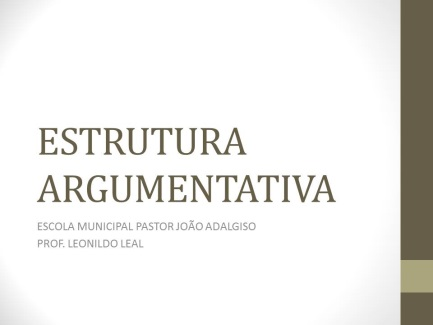 ESTRUTURA
ARGUMENTATIVA
ESCOLA MUNICIPAL PASTOR JOÃO ADALGISO
PROF. LEONILDO LEAL